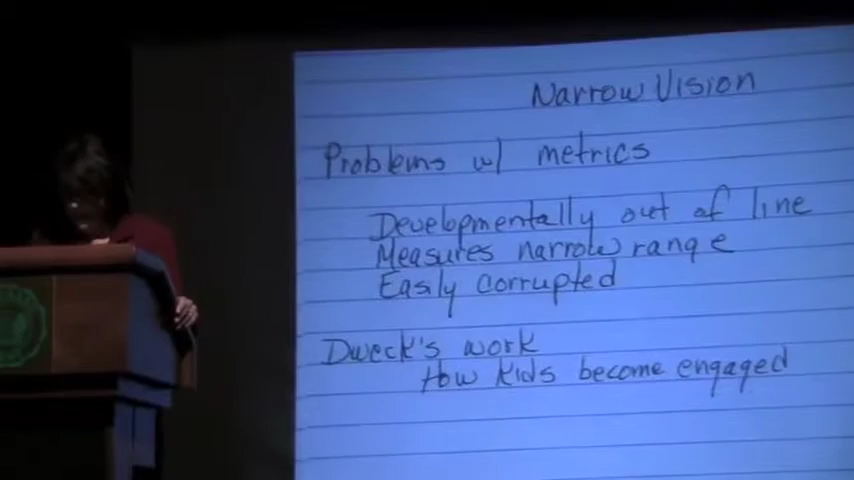 Narrow Vision
Problems w/ metrics
Developmentally out of line
Measures narrow range
Easily corrupted
Dweck's work
How kids become engaged